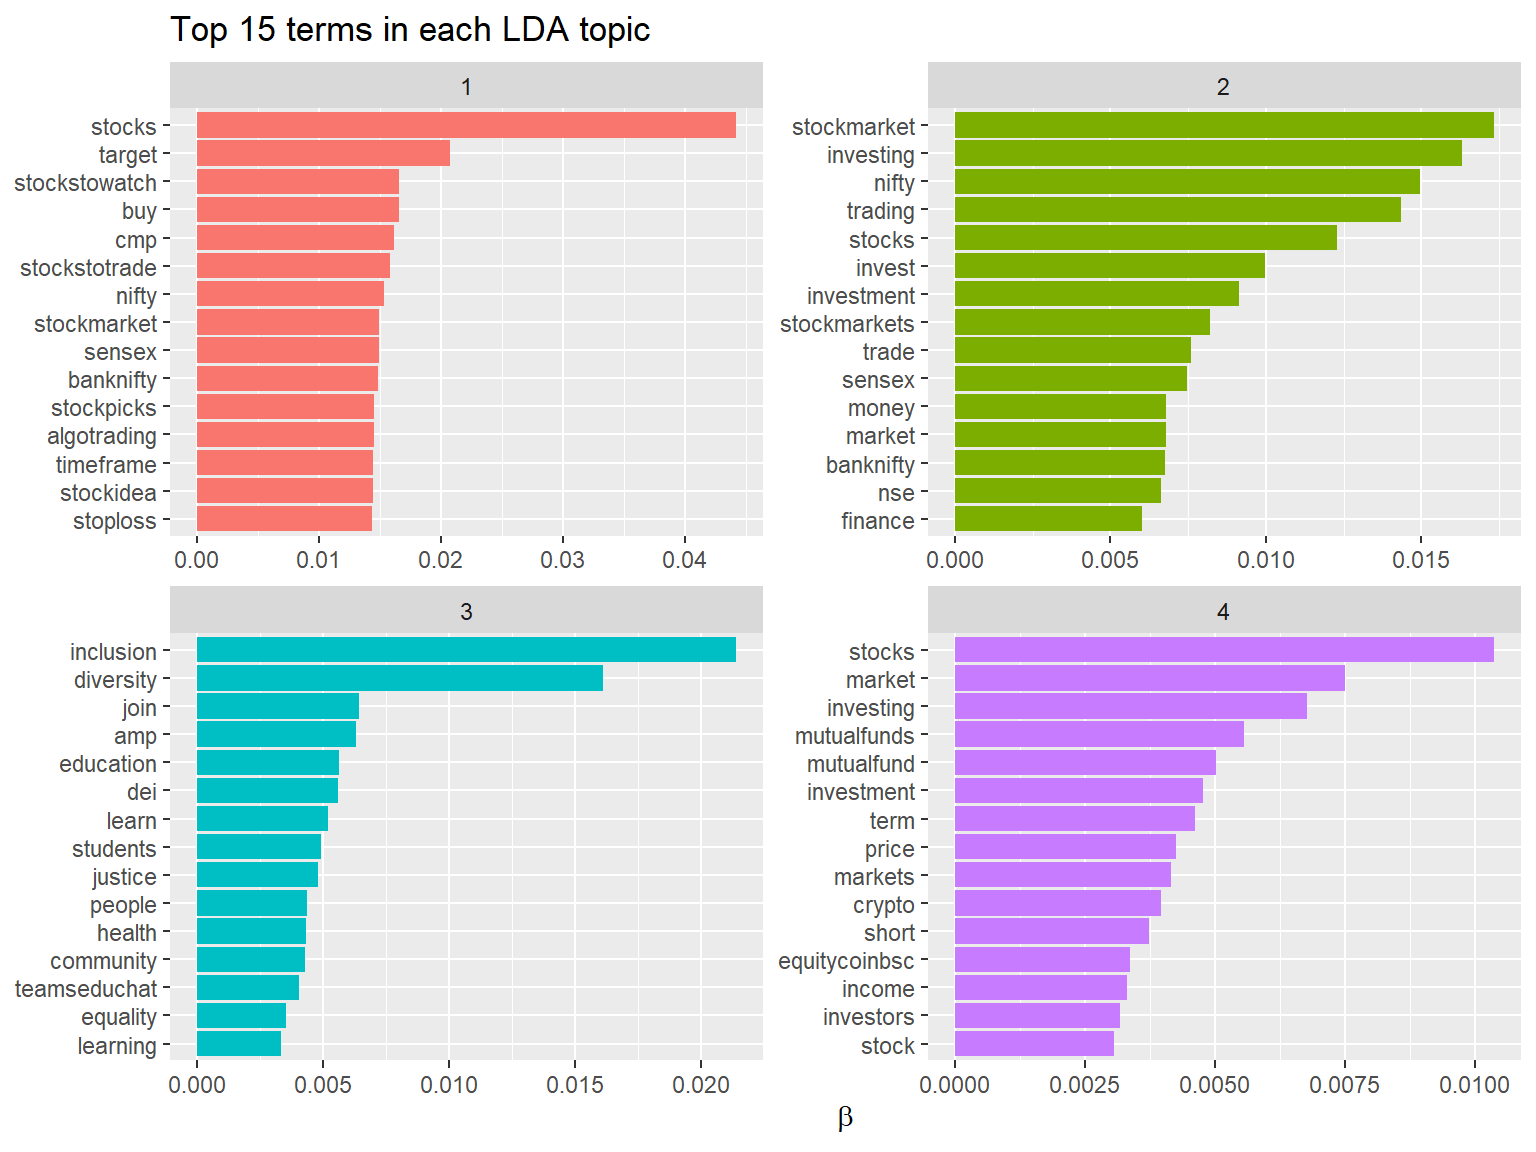 Top 15 terms in each LDA topic
1
stocks
target
stockstowatch
buy
cmp
stockstotrade
nifty
stockmarket
sensex
banknifty
stockpicks
algotrading
timeframe
stockidea
stoploss
0.00 0.01 0.02 0.03 0.04
2
stockmarket
investing
nifty
trading
stocks
invest
investment
stockmarkets
trade
sensex
money
market
banknifty
nse
finance
0.000 0.005 0.010 0.015
3
inclusion
diversity
join
amp
education
dei
learn
students
justice
people
health
community
teamseduchat
equality
learning
0.000 0.005 0.010 0.015 0.020
4
stocks
market
investing
mutualfunds
mutualfund
investment
term
price
markets
crypto
short
equitycoinbsc
income
investors
stock
0.0000 0.0025 0.0050 0.0075 0.0100
β